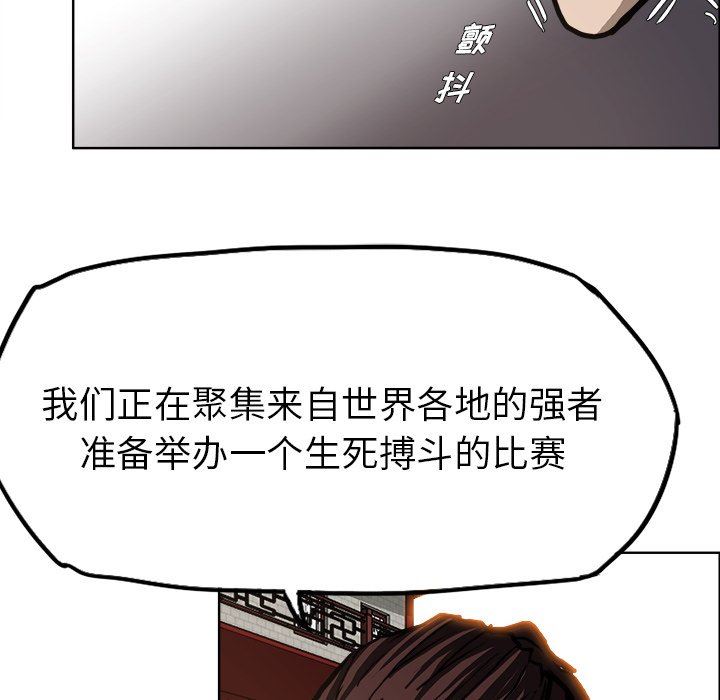 颤
抖
我们正在聚集来自世界各地的强者
准备举办一个生死搏斗的比赛